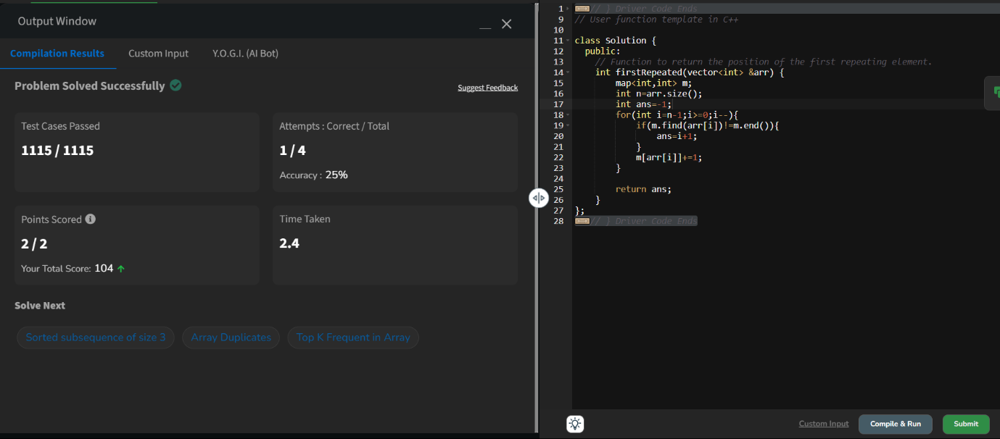 Output Window
Compilation Results
Custom Input
Y.O.G.I. (AI Bot)
Problem Solved Successfully
Suggest Feedback
Test Cases Passed
1115 / 1115
Attempts : Correct / Total
1 / 4
Accuracy : 25%
Points Scored
2 / 2
Your Total Score: 104
Time Taken
2.4
Solve Next
Sorted subsequence of size 3
Array Duplicates
Top K Frequent in Array
1 // } Driver Code Ends
9 // User function template in C++
10
11 class Solution {
12 public:
13 // Function to return the position of the first repeating element.
14 int firstRepeated(vector<int> &arr) {
15 map<int,int> m;
16 int n=arr.size();
17 int ans=-1;
18 for(int i=n-1;i>=0;i--){
19 if(m.find(arr[i])!=m.end()){
20 ans=i+1;
21 }
22 m[arr[i]]+=1;
23 }
24
25 return ans;
26 }
27 };
28 // } Driver Code Ends
Custom Input
Compile & Run
Submit